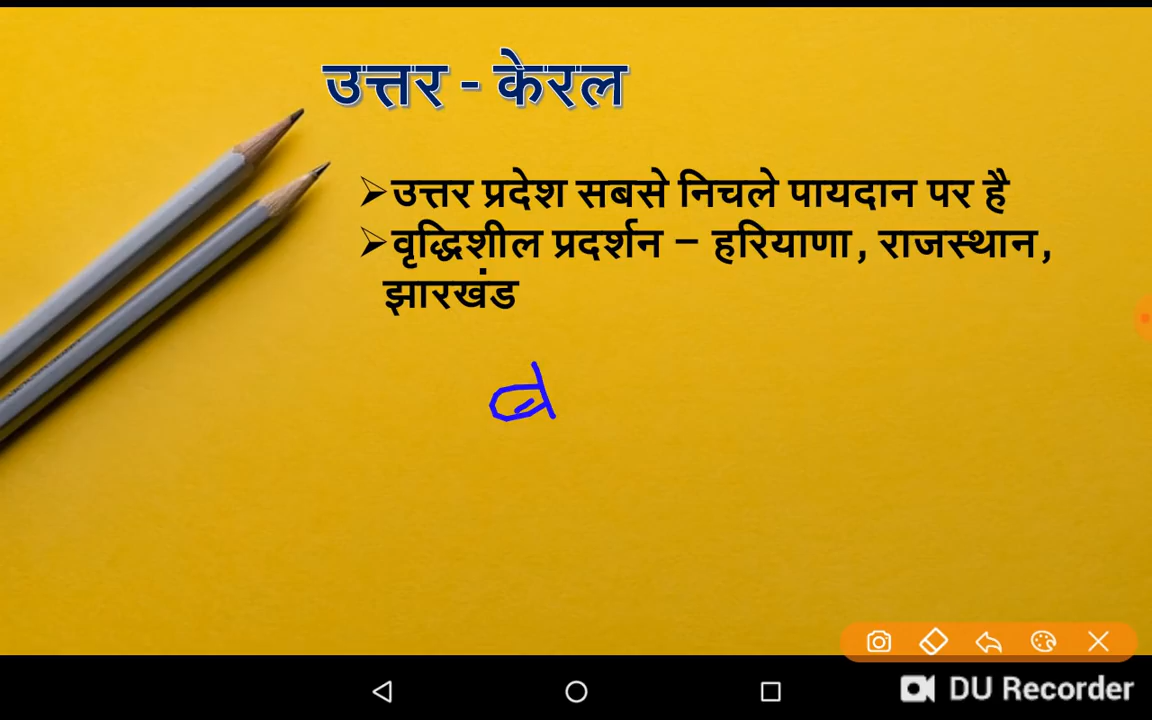 उत्तर - केरल
➢उत्तर प्रदेश सबसे निचले पायदान पर है
➢वृद्धिशील प्रदर्शन – हरियाणा, राजस्थान,
झारखंड
DU Recorder